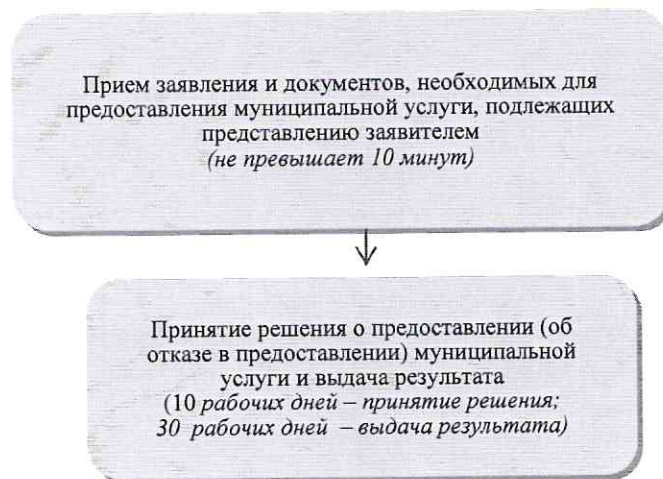 Прием заявления и документов, необходимых для
предоставления муниципальной услуги, подлежащих
представлению заявителем
(не превышает 10 минут)
Принятие решения о предоставлении (об
отказе в предоставлении) муниципальной
услуги и выдача результата
(10 рабочих дней – принятие решения;
30 рабочих дней – выдача результата)